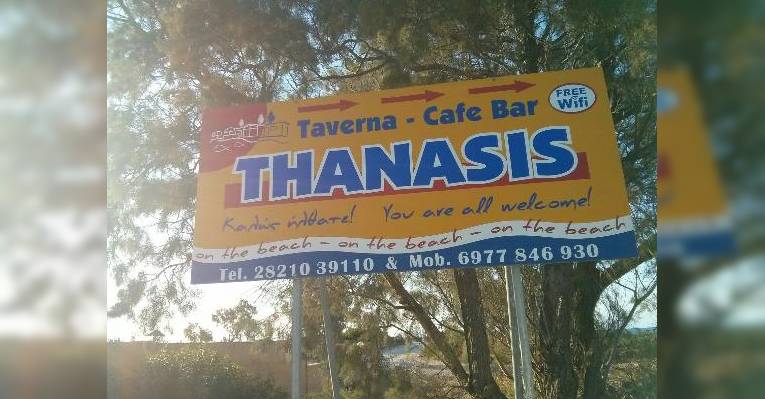 Taverna - Cafe Bar
FREE Wifi
THANASIS
Καλώς ήλθατε! You are all welcome!
on the beach - on the beach - on the beach
Tel. 28210 39110 & Mob. 6977 846 930